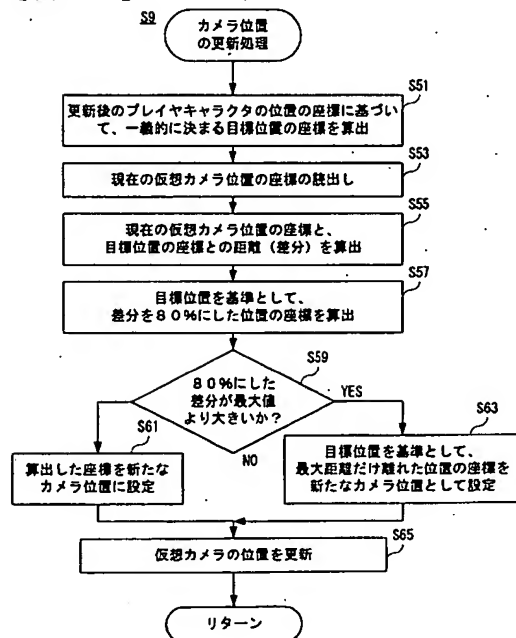 S9
カメラ位置
の更新処理
S51
更新後のプレイヤキャラクタの位置の座標に基づい
て、一義的に決まる目標位置の座標を算出
S53
現在の仮想カメラ位置の座標の読出し
S55
現在の仮想カメラ位置の座標と、
目標位置の座標との距離（差分）を算出
S57
目標位置を基準として、
差分を80%にした位置の座標を算出
S59
80%にした
差分が最大値
より大きいか？
YES
NO
S61
算出した座標を新たな
カメラ位置に設定
S63
目標位置を基準として、
最大距離だけ離れた位置の座標を
新たなカメラ位置として設定
S65
仮想カメラの位置を更新
リターン